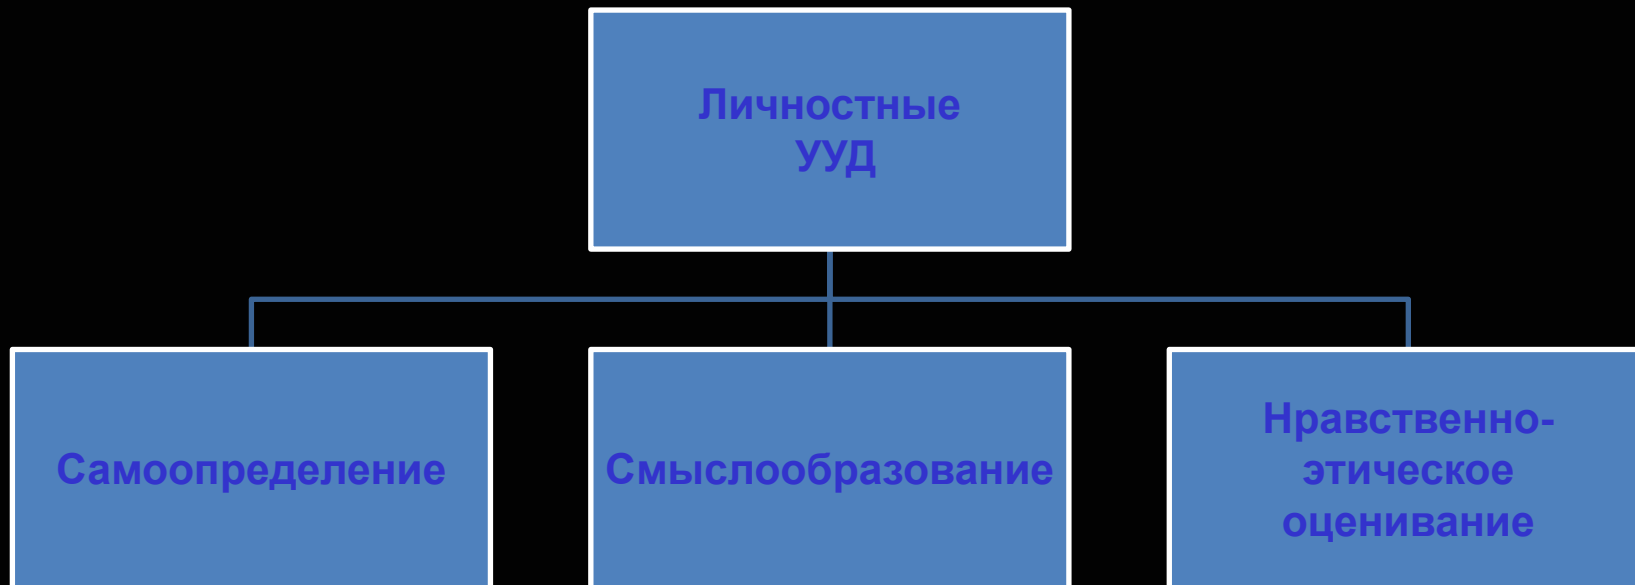 Личностные
УУД
Самоопределение
Смыслообразование
Нравственно-
этическое
оценивание